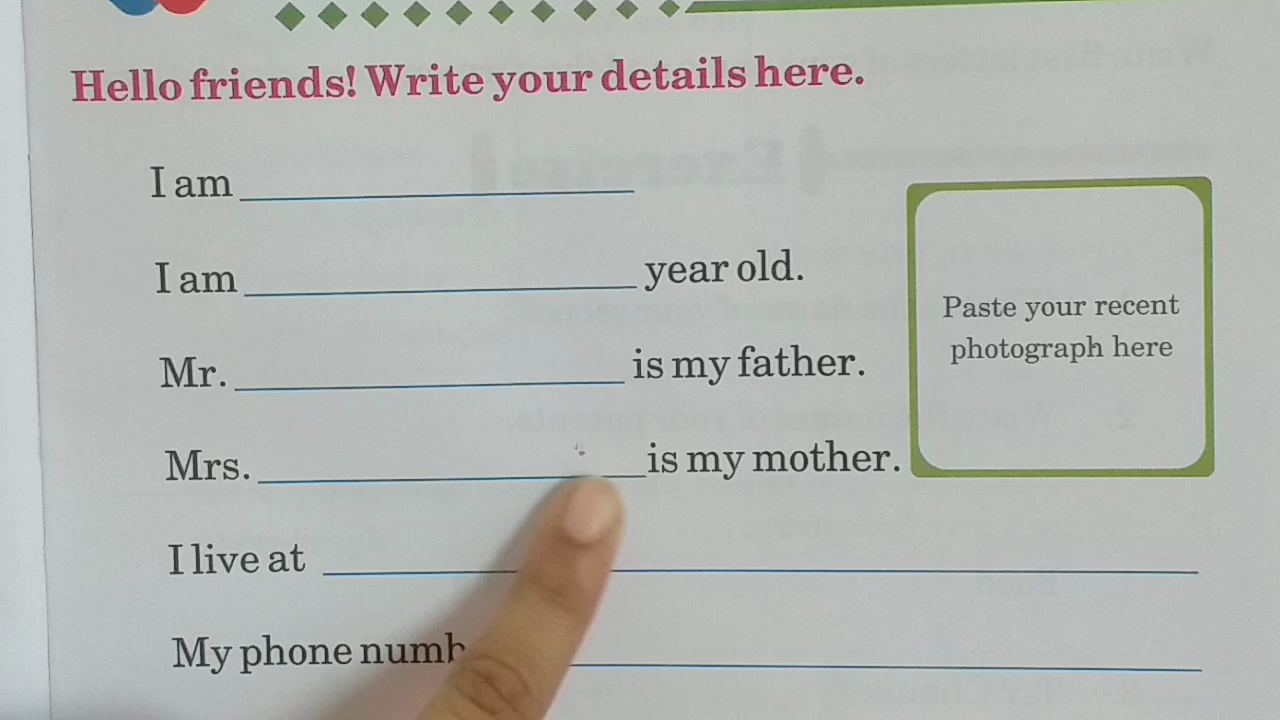 Hello friends! Write your details here.
I am
I am year old.
Mr. is my father.
Mrs. is my mother.
Paste your recent
photograph here
I live at
My phone numb